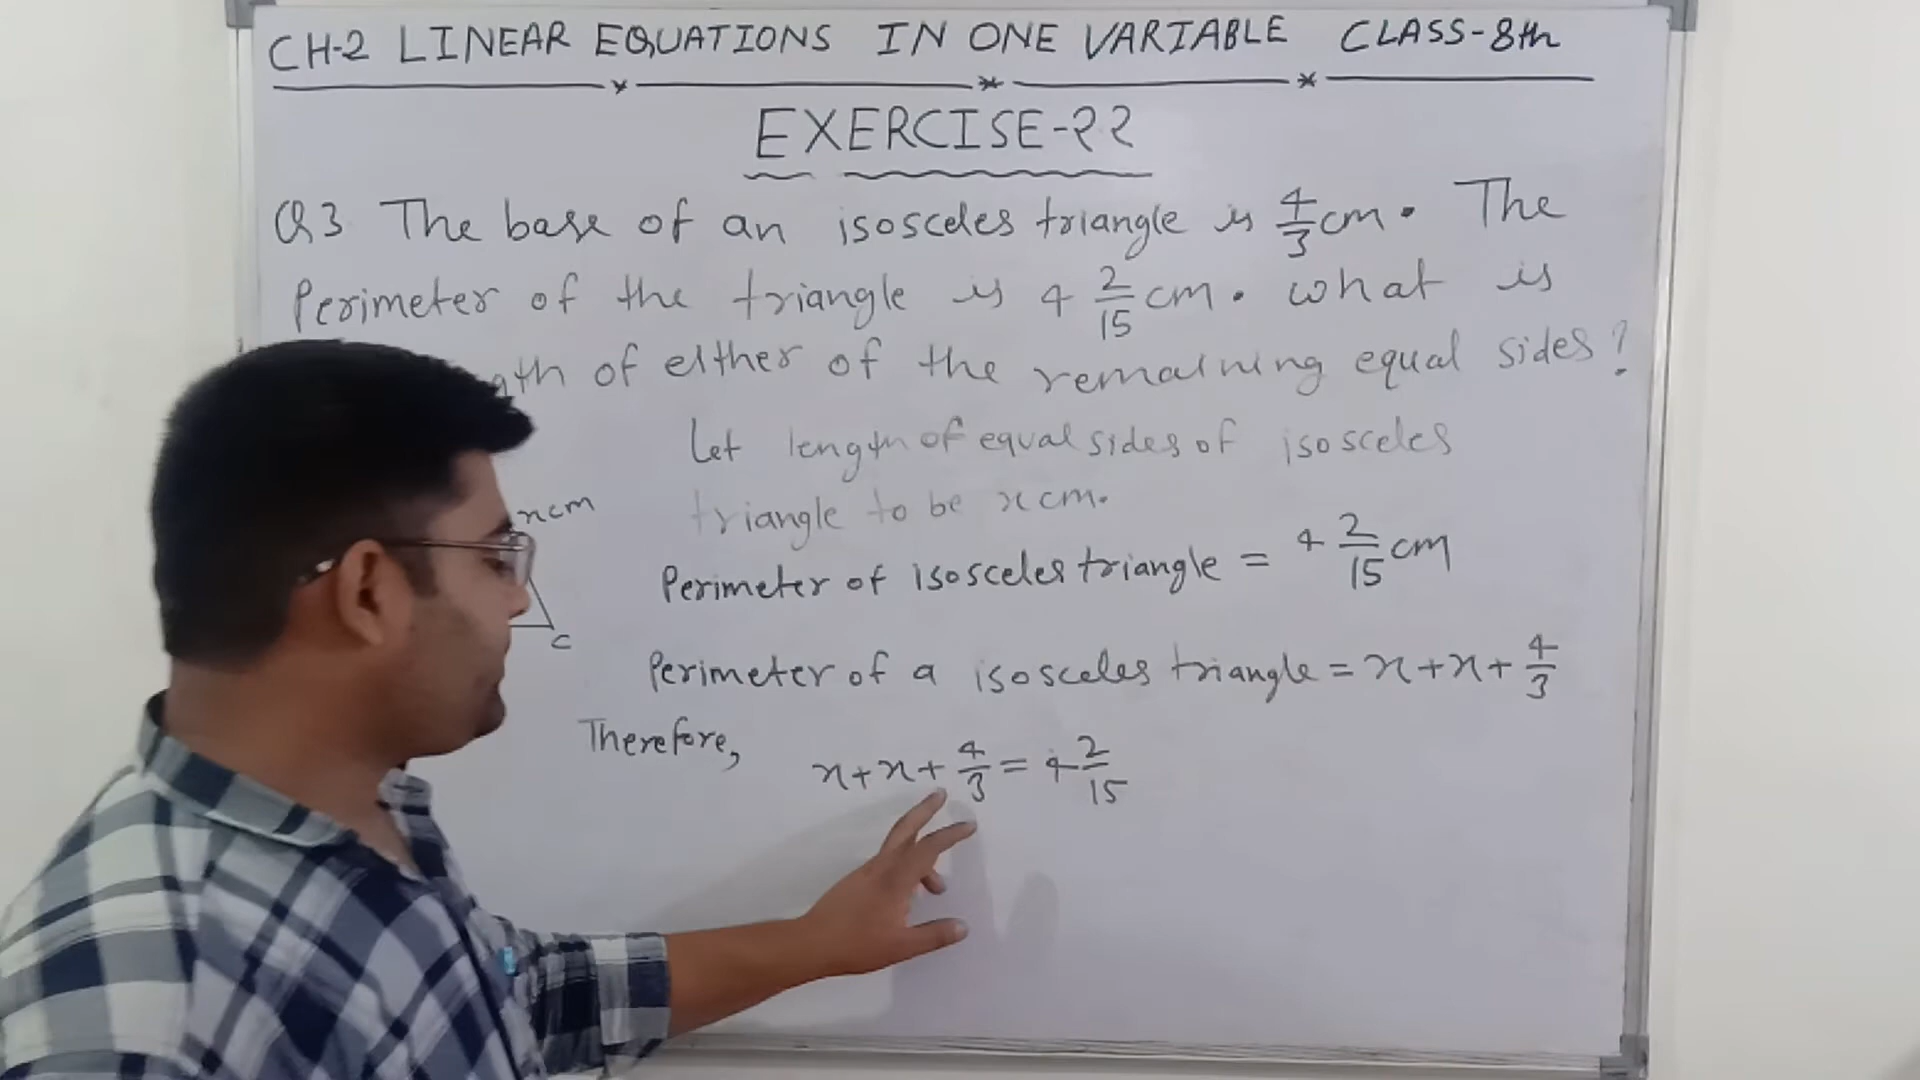 CH-2 LINEAR EQUATIONS IN ONE VARIABLE CLASS-8th
EXERCISE-2.2
Q3 The base of an isosceles triangle is 4/3 cm. The
Perimeter of the triangle is 4 2/15 cm. what is
of either of the remaining equal sides?
Let length of equal sides of isosceles
triangle to be x cm.
x cm
Perimeter of isosceles triangle = 4 2/15 cm
C
Perimeter of a isosceles triangle = x+x+4/3
Therefore,
x+x+4/3 = 4 2/15